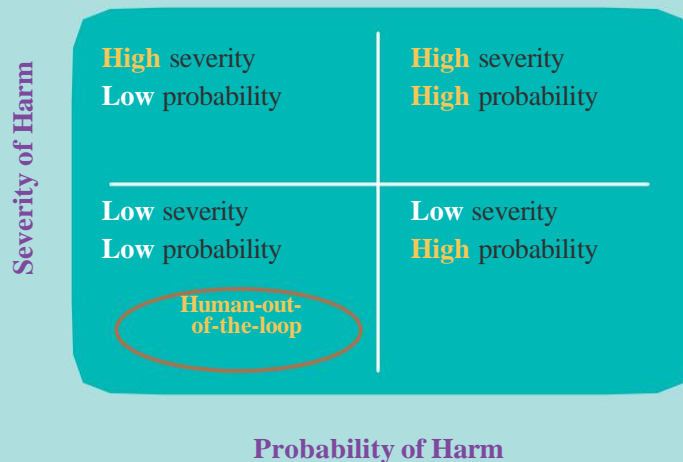 Severity of Harm
High severity
Low probability
High severity
High probability
Low severity
Low probability
Low severity
High probability
Human-out-
of-the-loop
Probability of Harm